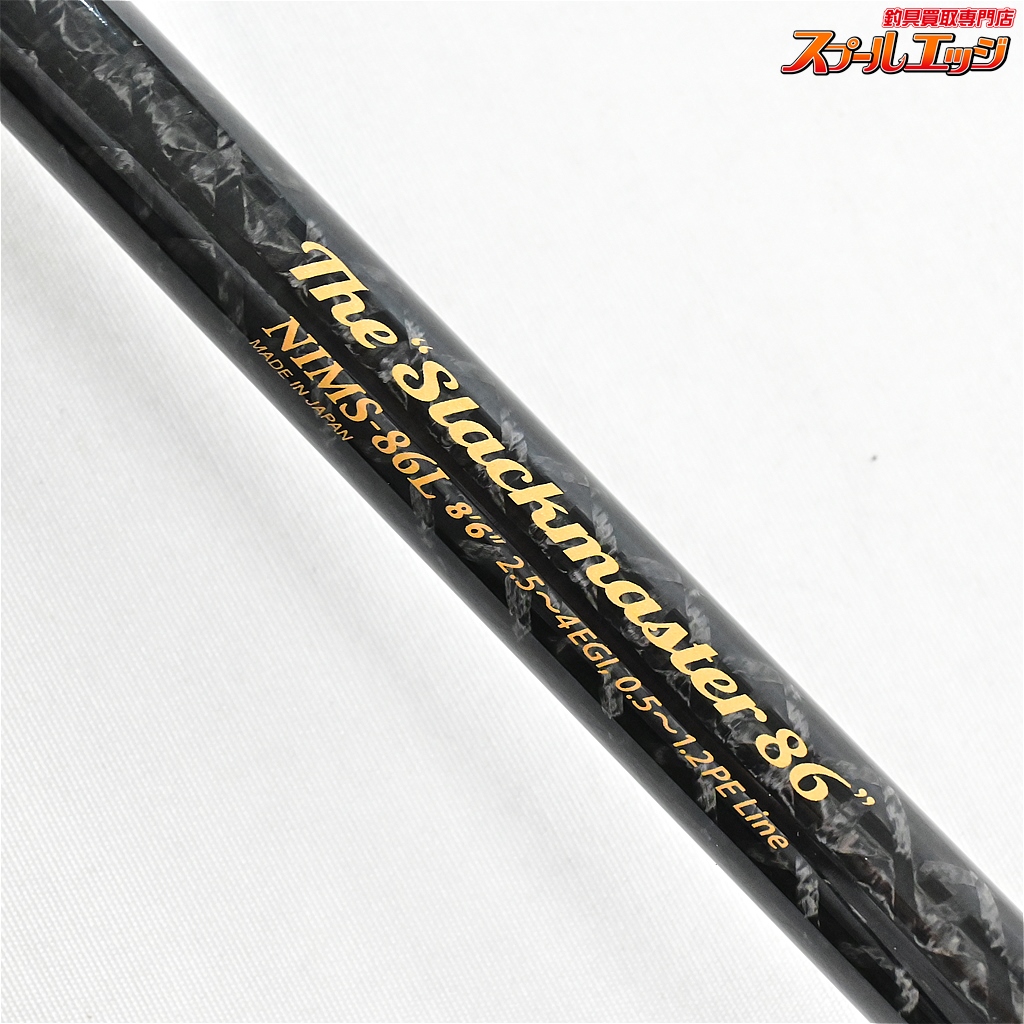 釣具買取専門店
スプールエッジ
The “Slackmaster 86”
NIMS-86L 8'6" 2.5〜4EGI, 0.5〜1.2PE Line
MADE IN JAPAN